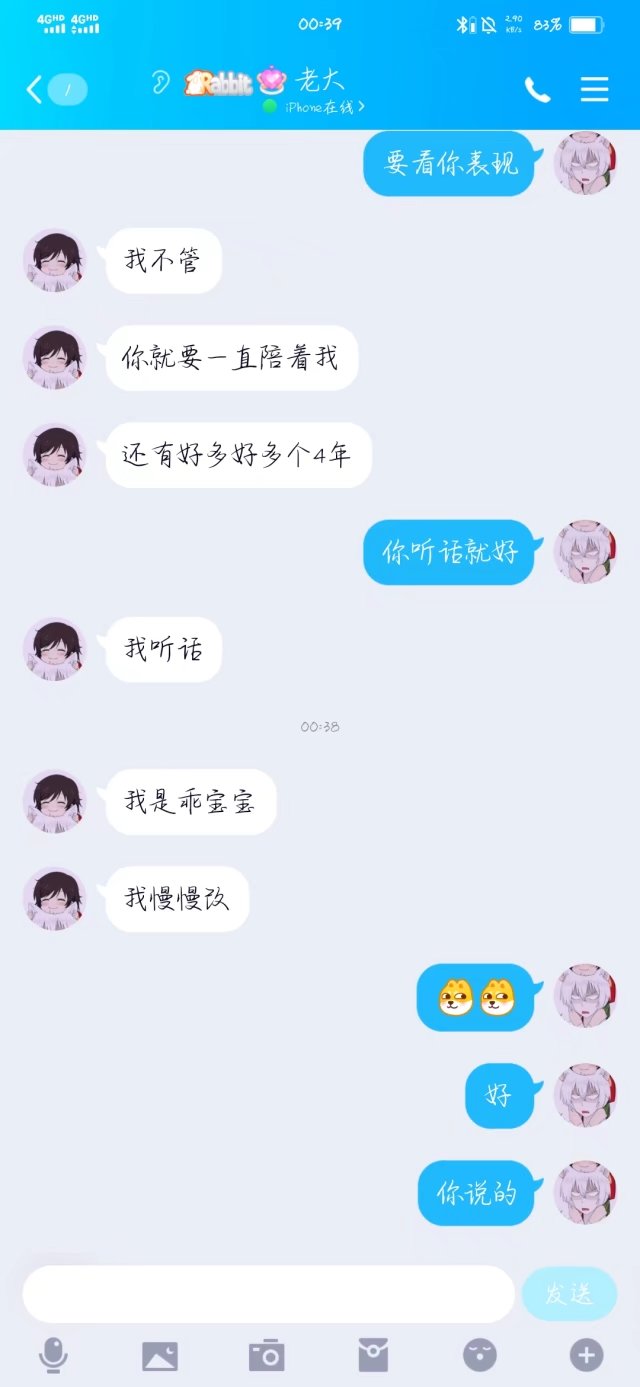 4GHD 4GHD 00:39 2.90 KB/s 83%
Rabbit 老大
iPhone在线
要看你表现
我不管
你就要一直陪着我
还有好多好多个4年
你听话就好
我听话
00:38
我是乖宝宝
我慢慢改
好
你说的
发送